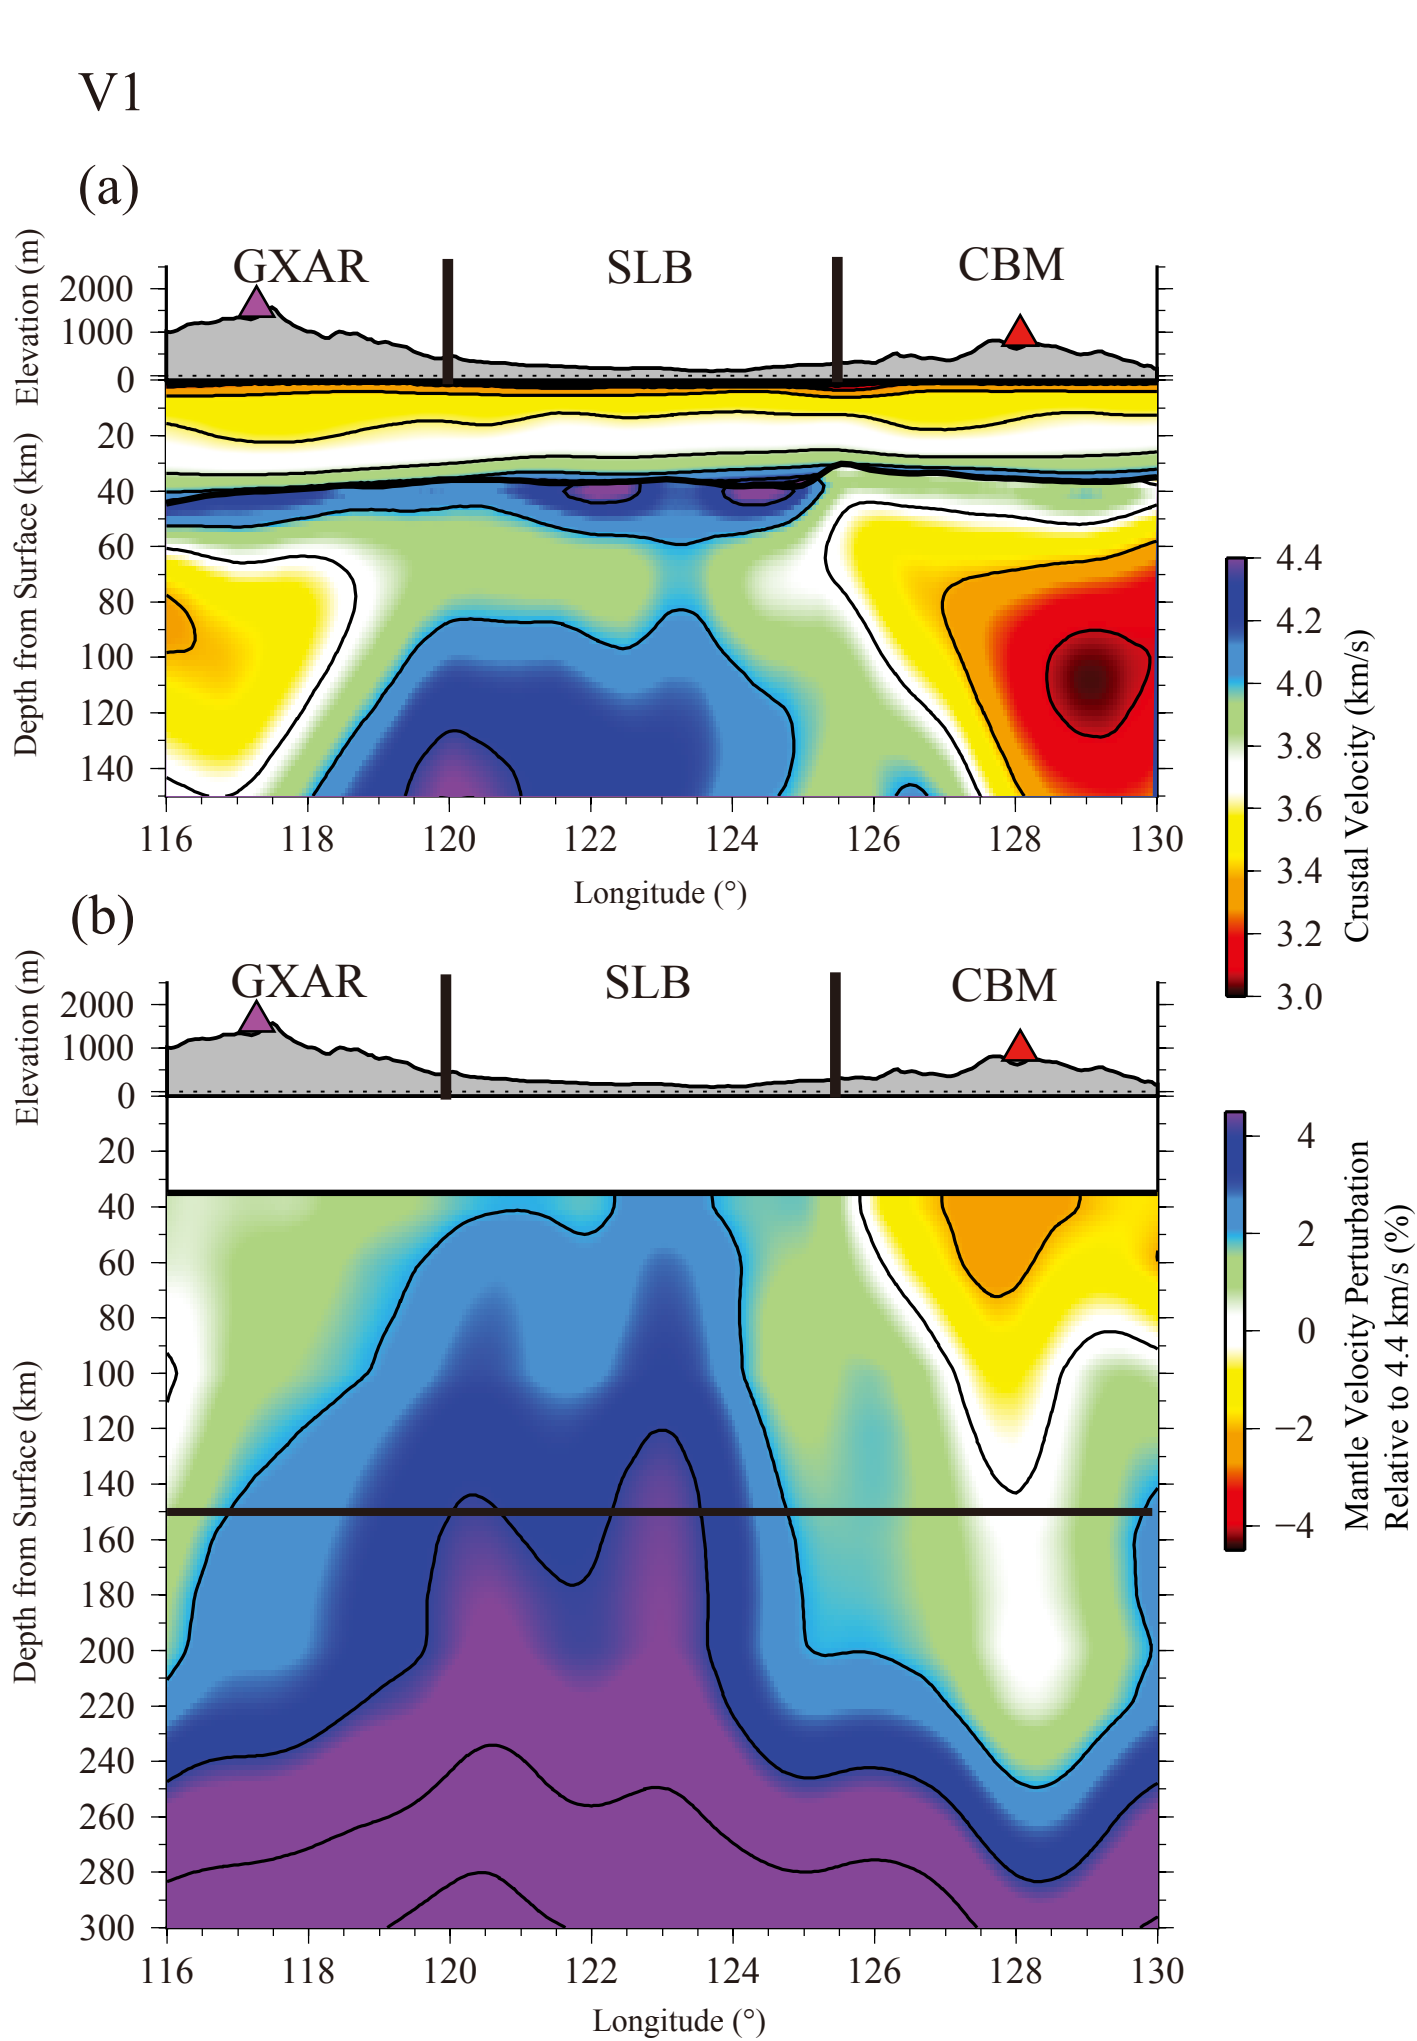 V1
(a)
GXAR SLB CBM
Elevation (m)
2000
1000
0
Depth from Surface (km)
20
40
60
80
100
120
140
116 118 120 122 124 126 128 130
Longitude (°)
4.4
4.2
4.0
3.8
3.6
3.4
3.2
3.0
Crustal Velocity (km/s)
(b)
GXAR SLB CBM
Elevation (m)
2000
1000
0
Depth from Surface (km)
20
40
60
80
100
120
140
160
180
200
220
240
260
280
300
116 118 120 122 124 126 128 130
Longitude (°)
4
2
0
−2
−4
Mantle Velocity Perturbation
Relative to 4.4 km/s (%)